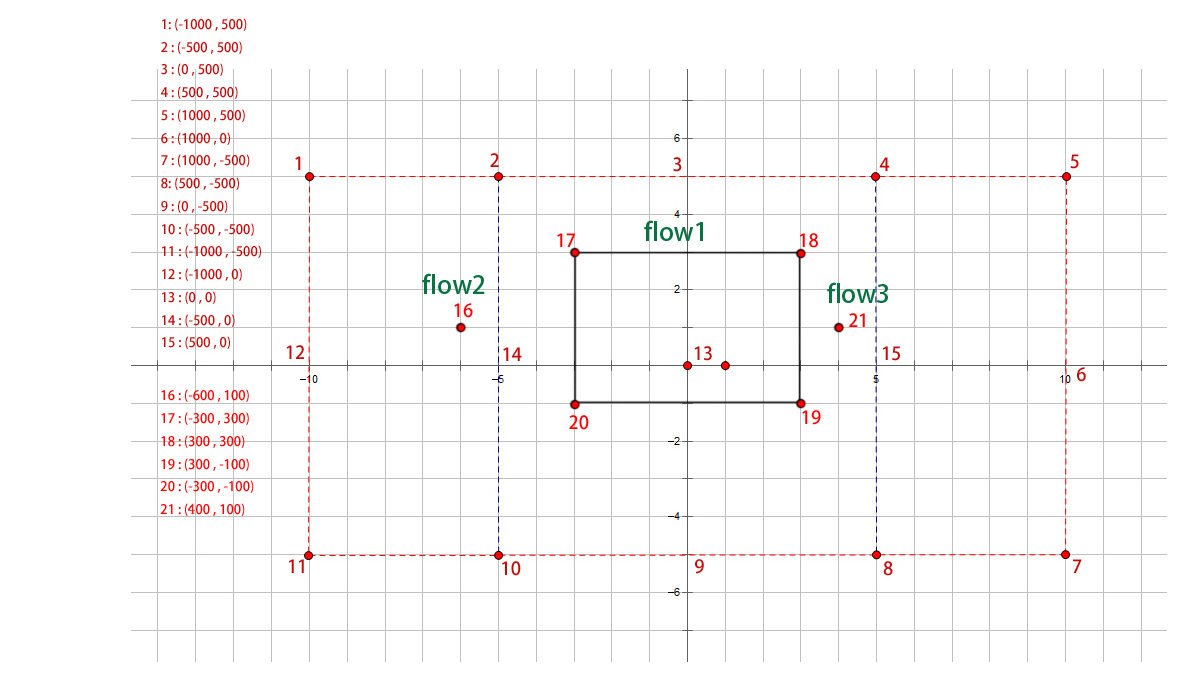 1: (-1000 , 500)
2 : (-500 , 500)
3 : (0 , 500)
4 : (500 , 500)
5 : (1000 , 500)
6 : (1000 , 0)
7 : (1000 , -500)
8: (500 , -500)
9 : (0 , -500)
10 : (-500 , -500)
11 : (-1000 , -500)
12 : (-1000 , 0)
13 : (0 , 0)
14 : (-500 , 0)
15 : (500 , 0)
16 : (-600 , 100)
17 : (-300 , 300)
18 : (300 , 300)
19 : (300 , -100)
20 : (-300 , -100)
21 : (400 , 100)
6
1 2 3 4 5
4
17 flow1 18
flow2 2 flow3
16 21
12 14 13 15
−10 −5 5 10 6
20 19
−2
−4
11 10 9 8 7
−6